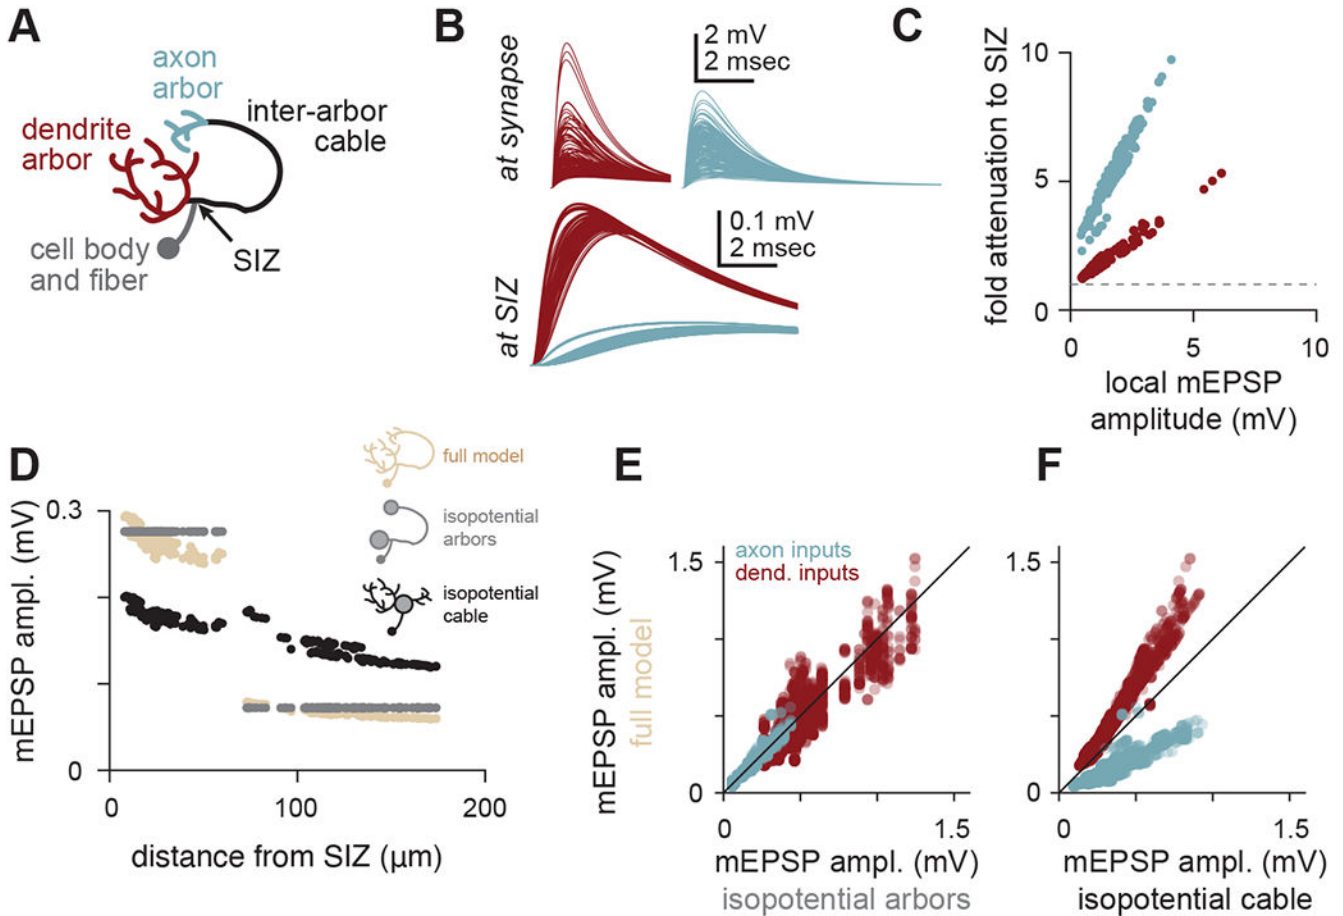 A
axon
arbor
dendrite
arbor
inter-arbor
cable
cell body
and fiber
SIZ
B
at synapse
2 mV
2 msec
at SIZ
0.1 mV
2 msec
C
fold attenuation to SIZ
10
5
0
0
5
10
local mEPSP
amplitude (mV)
D
mEPSP ampl. (mV)
0.3
0
0
100
200
distance from SIZ (μm)
full model
isopotential
arbors
isopotential
cable
E
mEPSP ampl. (mV)
full model
axon inputs
dend. inputs
1.5
0
0
1.5
mEPSP ampl. (mV)
isopotential arbors
F
1.5
0
0
1.5
mEPSP ampl. (mV)
isopotential cable